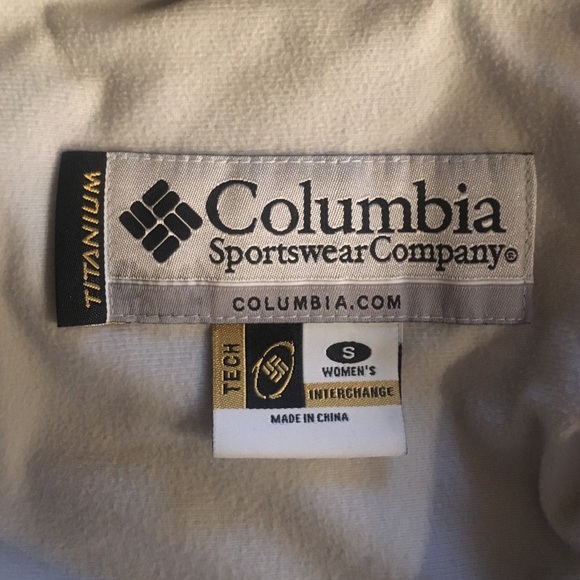 TITANIUM
Columbia
Sportswear Company®
COLUMBIA.COM
TECH
S
WOMEN'S
INTERCHANGE
MADE IN CHINA